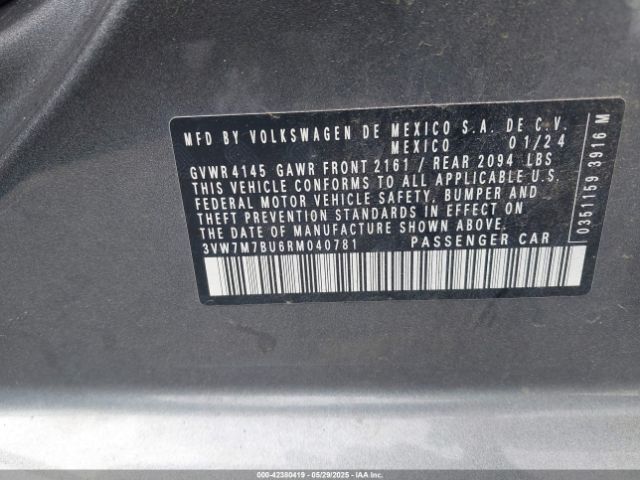 MFD BY VOLKSWAGEN DE MEXICO S.A. DE C.V.
MEXICO 01/24
GVWR 4145 GAWR FRONT 2161 / REAR 2094 LBS
THIS VEHICLE CONFORMS TO ALL APPLICABLE U.S.
FEDERAL MOTOR VEHICLE SAFETY, BUMPER AND
THEFT PREVENTION STANDARDS IN EFFECT ON
THE DATE OF MANUFACTURE SHOWN ABOVE.
3VW7M7BU6RM040781 PASSENGER CAR
0351159 3916 M
000-42380419 - 05/29/2025 - Copyright © IAA, Inc.